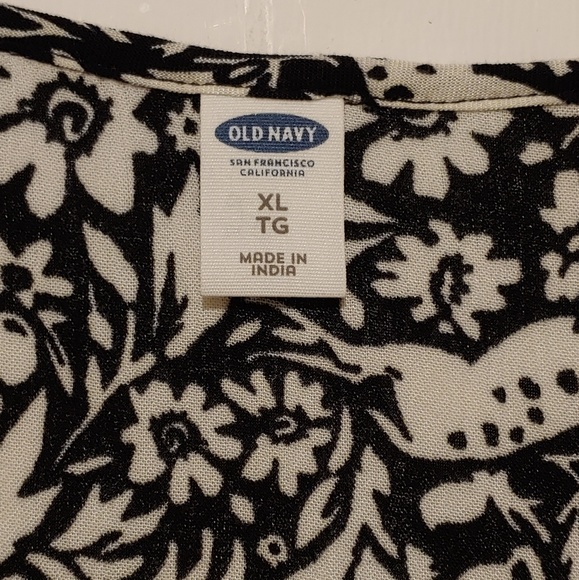 OLD NAVY
SAN FRANCISCO
CALIFORNIA
XL
TG
MADE IN
INDIA